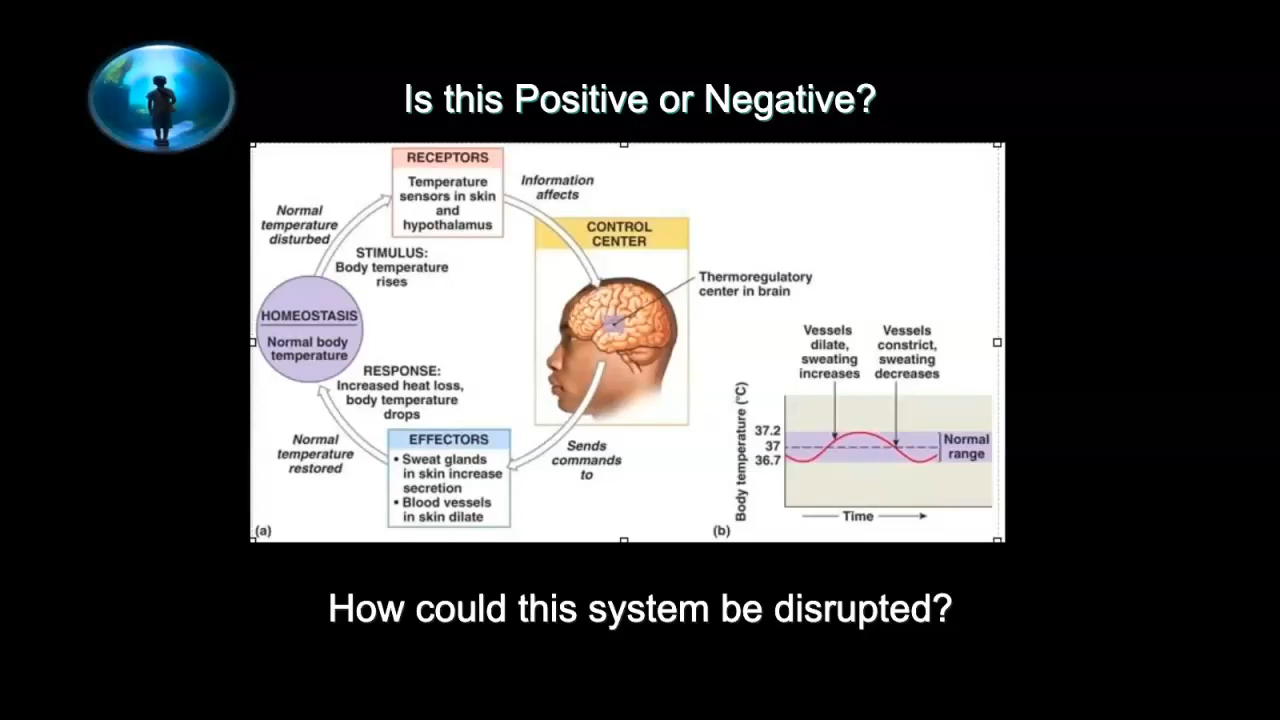 Is this Positive or Negative?
RECEPTORS
Temperature
sensors in skin
and
hypothalamus
Information
affects
Normal
temperature
disturbed
STIMULUS:
Body temperature
rises
CONTROL
CENTER
Thermoregulatory
center in brain
HOMEOSTASIS
Normal body
temperature
RESPONSE:
Increased heat loss,
body temperature
drops
Normal
temperature
restored
EFFECTORS
• Sweat glands
in skin increase
secretion
• Blood vessels
in skin dilate
Sends
commands
to
(a)
Vessels
dilate,
sweating
increases
Vessels
constrict,
sweating
decreases
Body temperature (°C)
37.2
37
36.7
Normal
range
Time
(b)
How could this system be disrupted?